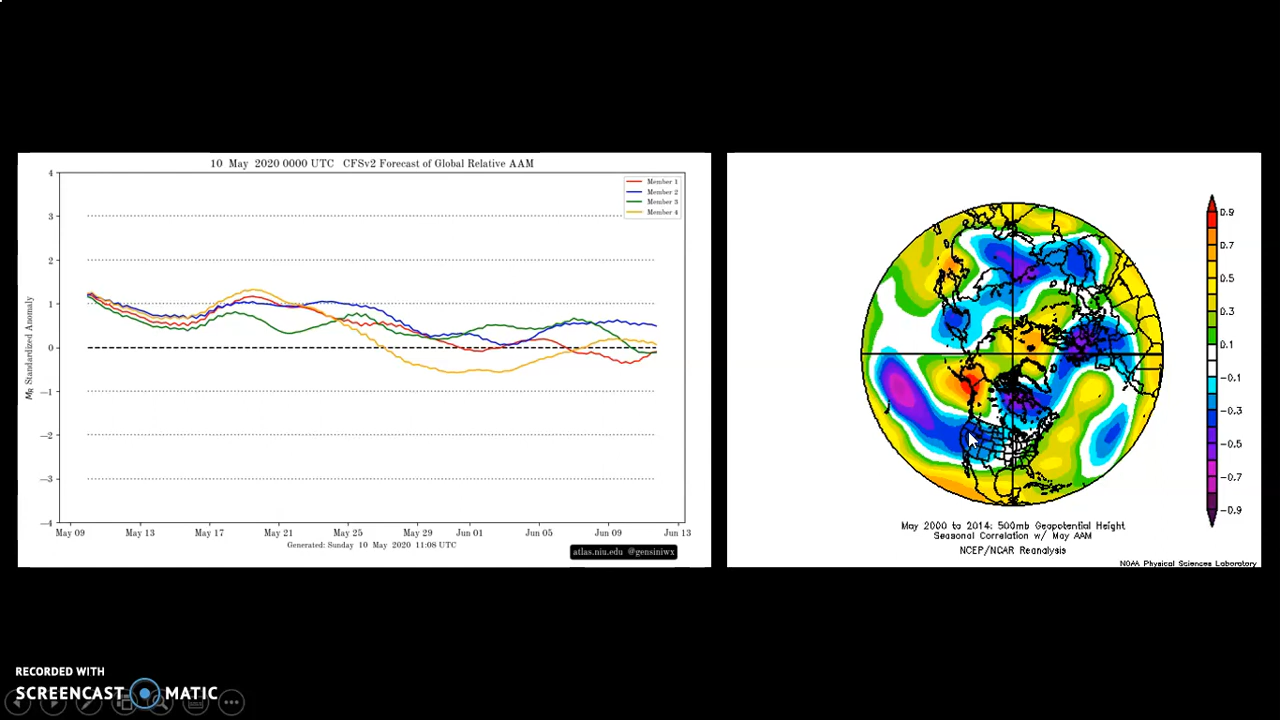 10 May 2020 0000 UTC CFSv2 Forecast of Global Relative AAM
4
3
2
1
0
−1
−2
−3
−4
M_R Standardized Anomaly
Member 1
Member 2
Member 3
Member 4
May 09 May 13 May 17 May 21 May 25 May 29 Jun 01 Jun 05 Jun 09 Jun 13
Generated: Sunday 10 May 2020 11:08 UTC
atlas.niu.edu @gensiniwx
0.9
0.7
0.5
0.3
0.1
−0.1
−0.3
−0.5
−0.7
−0.9
May 2000 to 2014: 500mb Geopotential Height
Seasonal Correlation w/ May AAM
NCEP/NCAR Reanalysis
NOAA Physical Sciences Laboratory
RECORDED WITH
SCREENCAST MATIC